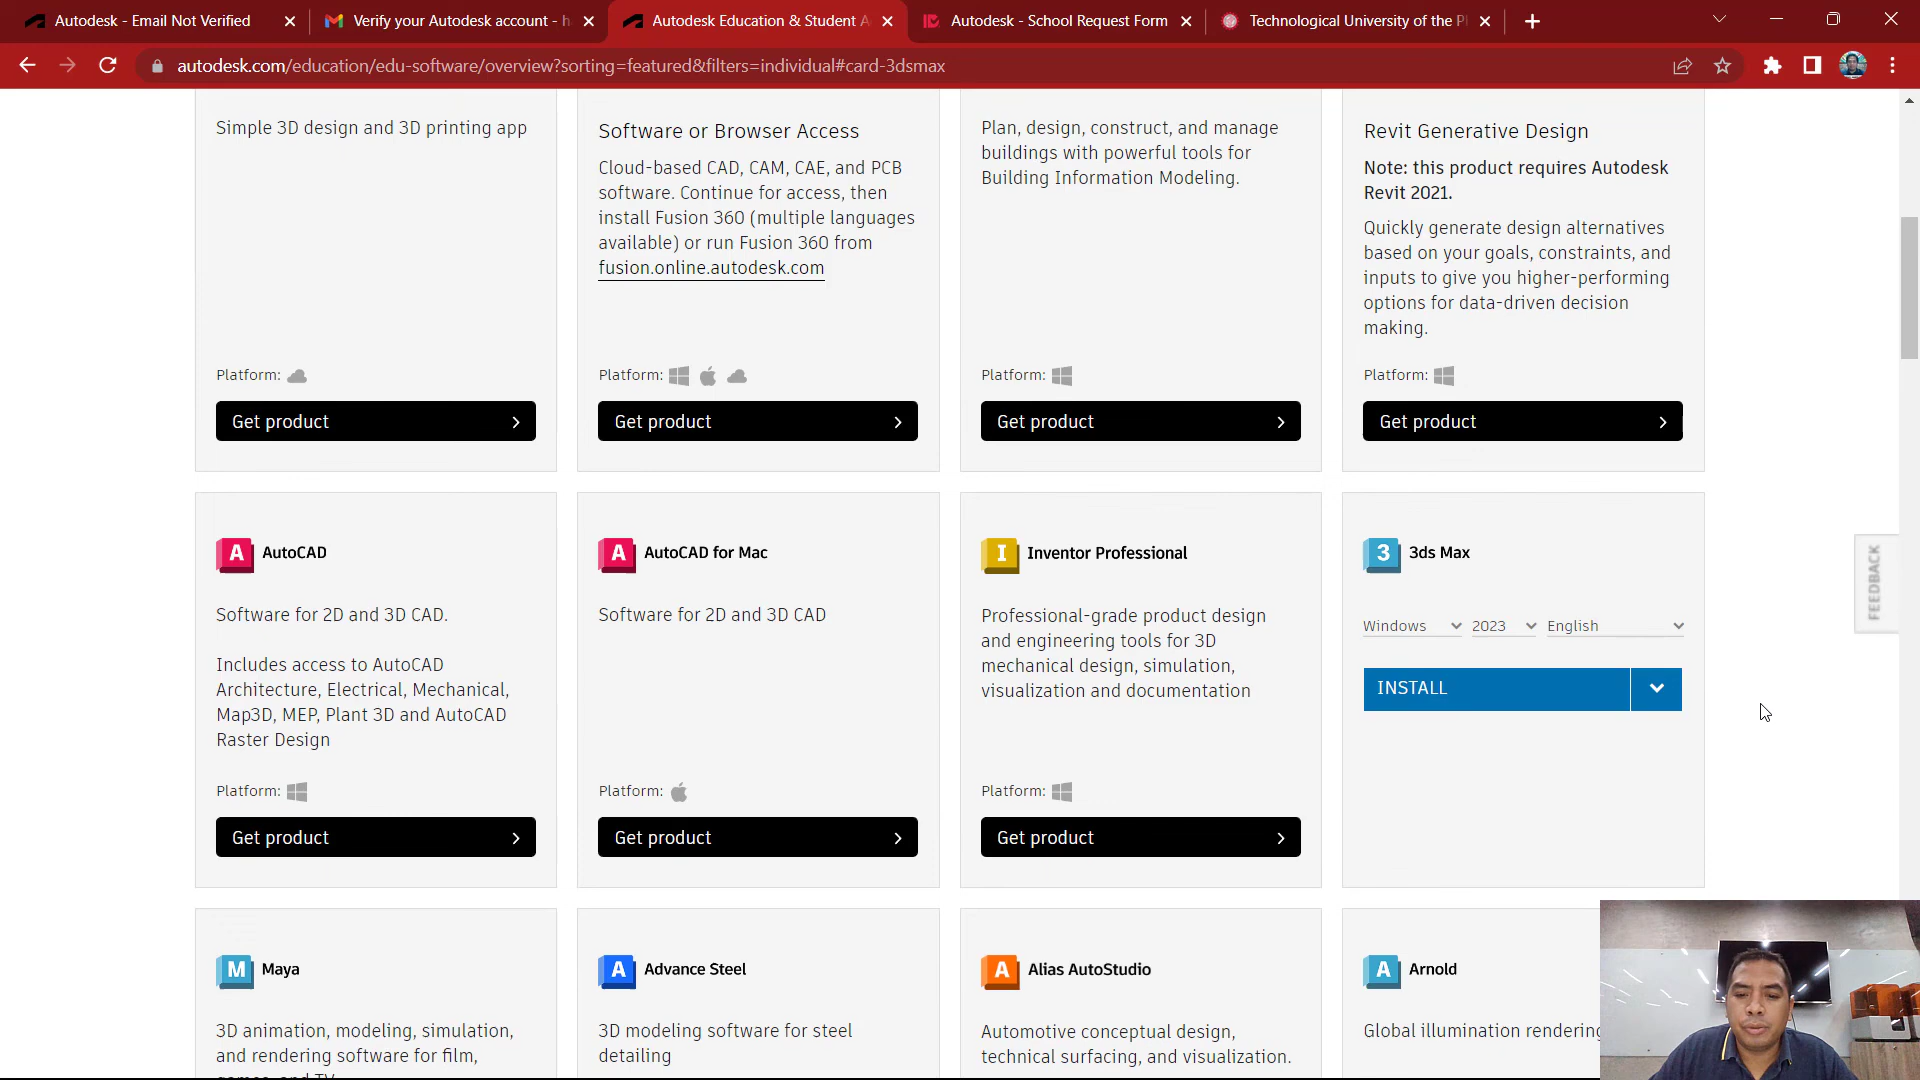 Autodesk - Email Not Verified
Verify your Autodesk account - h
Autodesk Education & Student A
Autodesk - School Request Form
Technological University of the P
autodesk.com/education/edu-software/overview?sorting=featured&filters=individual#card-3dsmax
Simple 3D design and 3D printing app
Platform:
Get product
Software or Browser Access
Cloud-based CAD, CAM, CAE, and PCB
software. Continue for access, then
install Fusion 360 (multiple languages
available) or run Fusion 360 from
fusion.online.autodesk.com
Platform:
Get product
Plan, design, construct, and manage
buildings with powerful tools for
Building Information Modeling.
Platform:
Get product
Revit Generative Design
Note: this product requires Autodesk
Revit 2021.
Quickly generate design alternatives
based on your goals, constraints, and
inputs to give you higher-performing
options for data-driven decision
making.
Platform:
Get product
A AutoCAD
Software for 2D and 3D CAD.
Includes access to AutoCAD
Architecture, Electrical, Mechanical,
Map3D, MEP, Plant 3D and AutoCAD
Raster Design
Platform:
Get product
A AutoCAD for Mac
Software for 2D and 3D CAD
Platform:
Get product
I Inventor Professional
Professional-grade product design
and engineering tools for 3D
mechanical design, simulation,
visualization and documentation
Platform:
Get product
3 3ds Max
Windows 2023 English
INSTALL
FEEDBACK
M Maya
3D animation, modeling, simulation,
and rendering software for film,
games, and TV
A Advance Steel
3D modeling software for steel
detailing
A Alias AutoStudio
Automotive conceptual design,
technical surfacing, and visualization.
A Arnold
Global illumination rendering